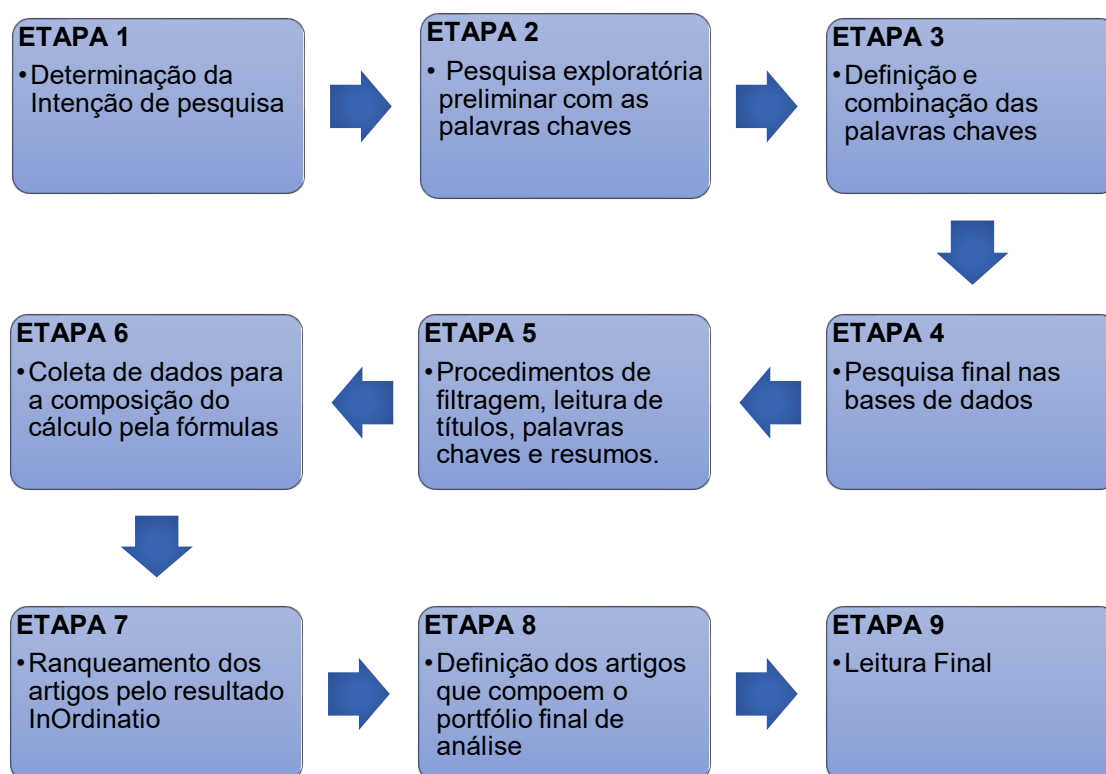 ETAPA 1
•Determinação da
Intenção de pesquisa
ETAPA 2
• Pesquisa exploratória
preliminar com as
palavras chaves
ETAPA 3
•Definição e
combinação das
palavras chaves
ETAPA 4
•Pesquisa final nas
bases de dados
ETAPA 5
•Procedimentos de
filtragem, leitura de
títulos, palavras
chaves e resumos.
ETAPA 6
•Coleta de dados para
a composição do
cálculo pela fórmulas
ETAPA 7
•Ranqueamento dos
artigos pelo resultado
InOrdinatio
ETAPA 8
•Definição dos artigos
que compoem o
portfólio final de
análise
ETAPA 9
•Leitura Final